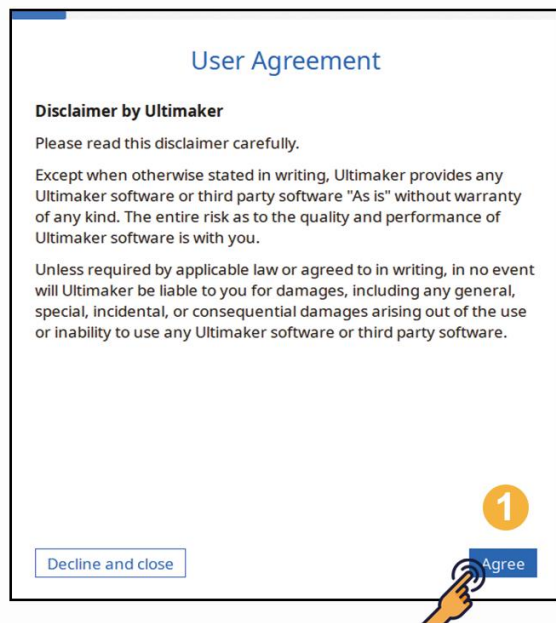 User Agreement
Disclaimer by Ultimaker
Please read this disclaimer carefully.
Except when otherwise stated in writing, Ultimaker provides any
Ultimaker software or third party software "As is" without warranty
of any kind. The entire risk as to the quality and performance of
Ultimaker software is with you.
Unless required by applicable law or agreed to in writing, in no event
will Ultimaker be liable to you for damages, including any general,
special, incidental, or consequential damages arising out of the use
or inability to use any Ultimaker software or third party software.
1
Decline and close
Agree